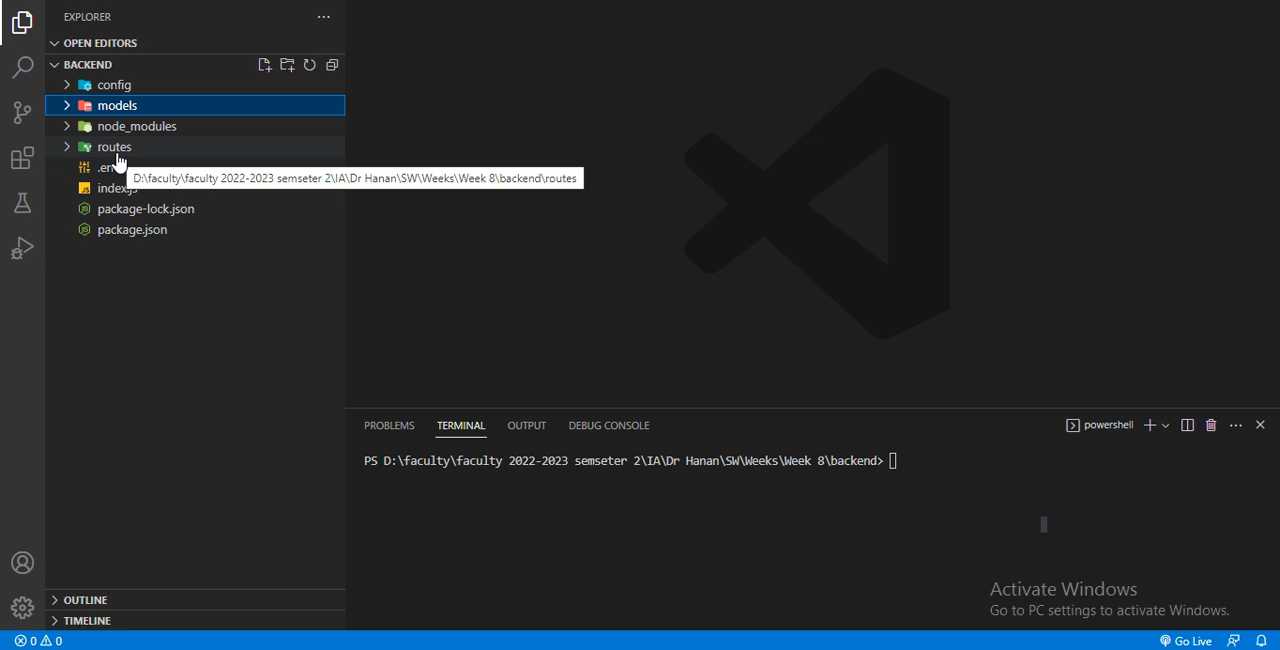 EXPLORER
OPEN EDITORS
BACKEND
config
models
node_modules
routes
D:\faculty\faculty 2022-2023 semseter 2\IA\Dr Hanan\SW\Weeks\Week 8\backend\routes
package-lock.json
package.json
PROBLEMS TERMINAL OUTPUT DEBUG CONSOLE powershell
PS D:\faculty\faculty 2022-2023 semseter 2\IA\Dr Hanan\SW\Weeks\Week 8\backend>
Activate Windows
Go to PC settings to activate Windows.
OUTLINE
TIMELINE
0 0 Go Live